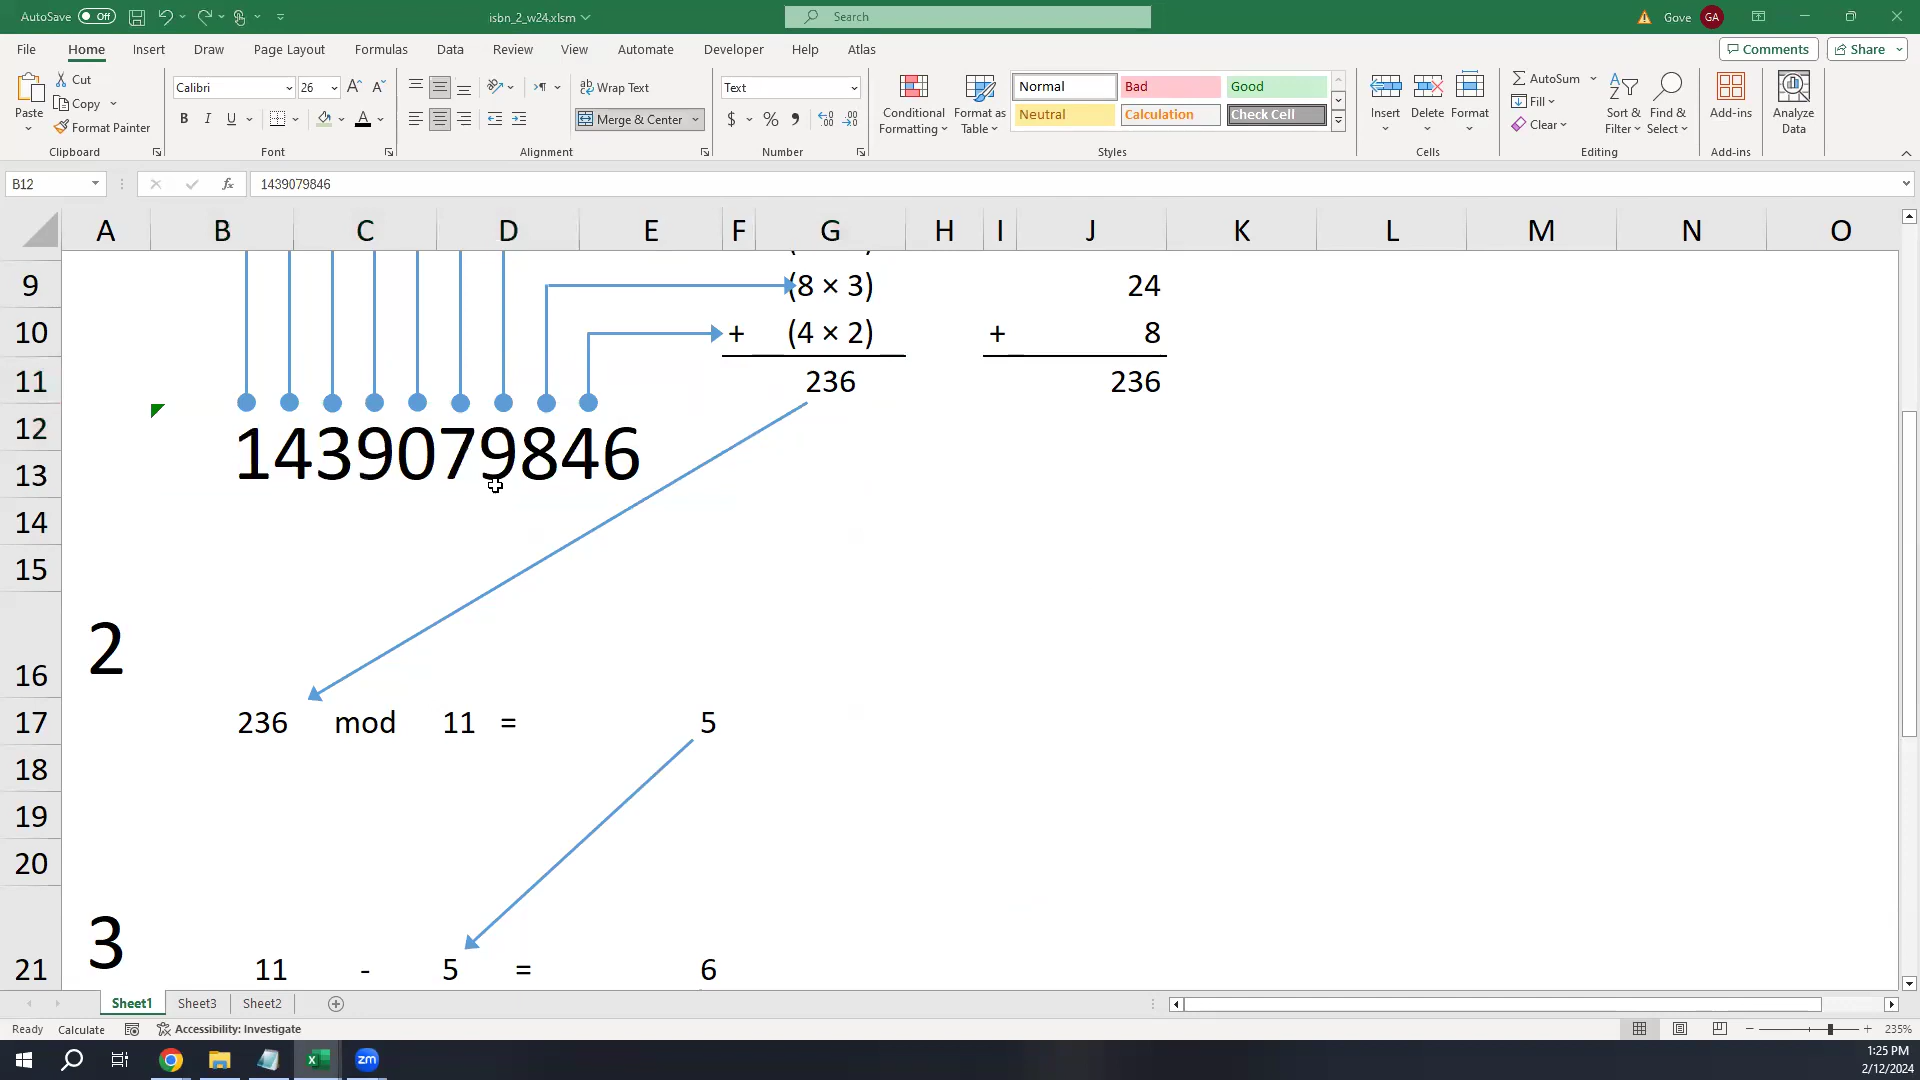 AutoSave Off isbn_2_w24.xlsm Search Gove GA
File Home Insert Draw Page Layout Formulas Data Review View Automate Developer Help Atlas Comments Share
Paste Cut Copy Format Painter
Clipboard
Calibri 26
B I U
Font
ab Wrap Text
Merge & Center
Alignment
Text
$ % ,
Number
Conditional Formatting
Format as Table
Normal Bad Good
Neutral Calculation Check Cell
Styles
Insert Delete Format
Cells
AutoSum
Fill
Clear
Sort & Filter
Find & Select
Editing
Add-ins
Add-ins
Analyze Data
B12 fx 1439079846
A B C D E F G H I J K L M N O
9 (8 × 3) 24
10 + (4 × 2) + 8
11 236 236
12
1439079846
13
14
15
2
16
17 236 mod 11 = 5
18
19
20
3
21 11 - 5 = 6
Sheet1 Sheet3 Sheet2
Ready Calculate Accessibility: Investigate 235%
zm
1:25 PM
2/12/2024